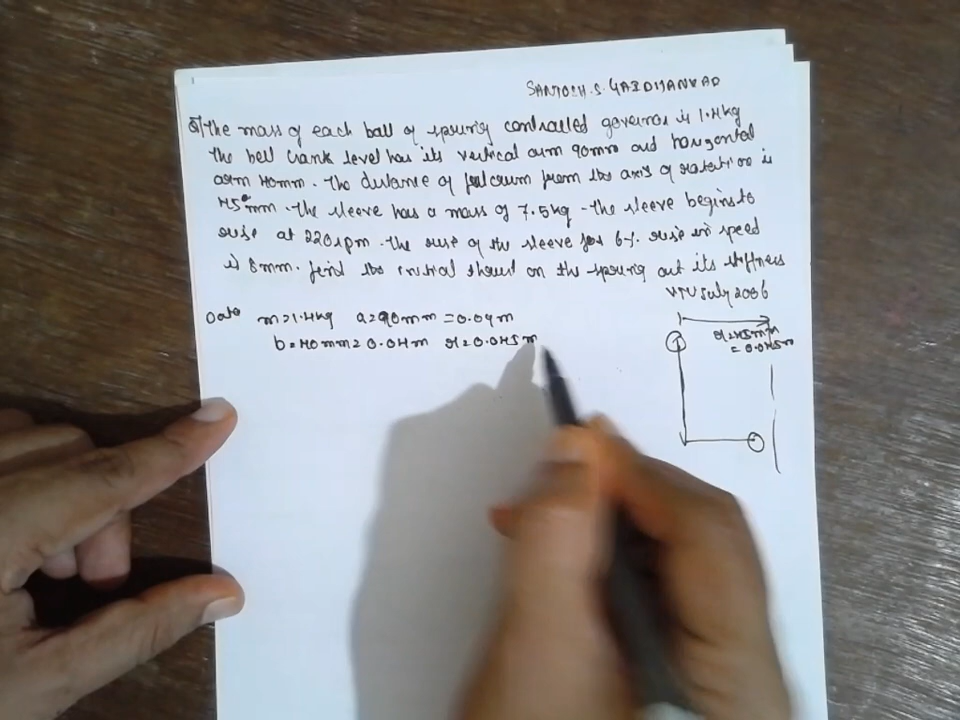 SANTOSH.S.GAIDHANKAR
Q) The mass of each ball of spring controlled governor is 1.4kg
The bell crank level has its vertical arm 90mm and horizontal
arm 40mm. The distance of fulcrum from the axis of rotation is
45mm. The sleeve has a mass of 7.5kg. The sleeve begins to
rise at 220rpm. The rise of the sleeve for 6% rise in speed
is 8mm. find the initial thrust on the spring and its stiffness
VTU July 2006
Data m=1.4kg a=90mm=0.09m
b=40mm=0.04m r=0.045m
r=45mm
=0.045m